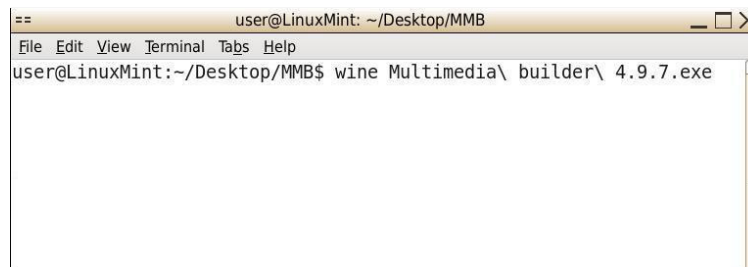 user@LinuxMint: ~/Desktop/MMB
File Edit View Terminal Tabs Help
user@LinuxMint:~/Desktop/MMB$ wine Multimedia\ builder\ 4.9.7.exe